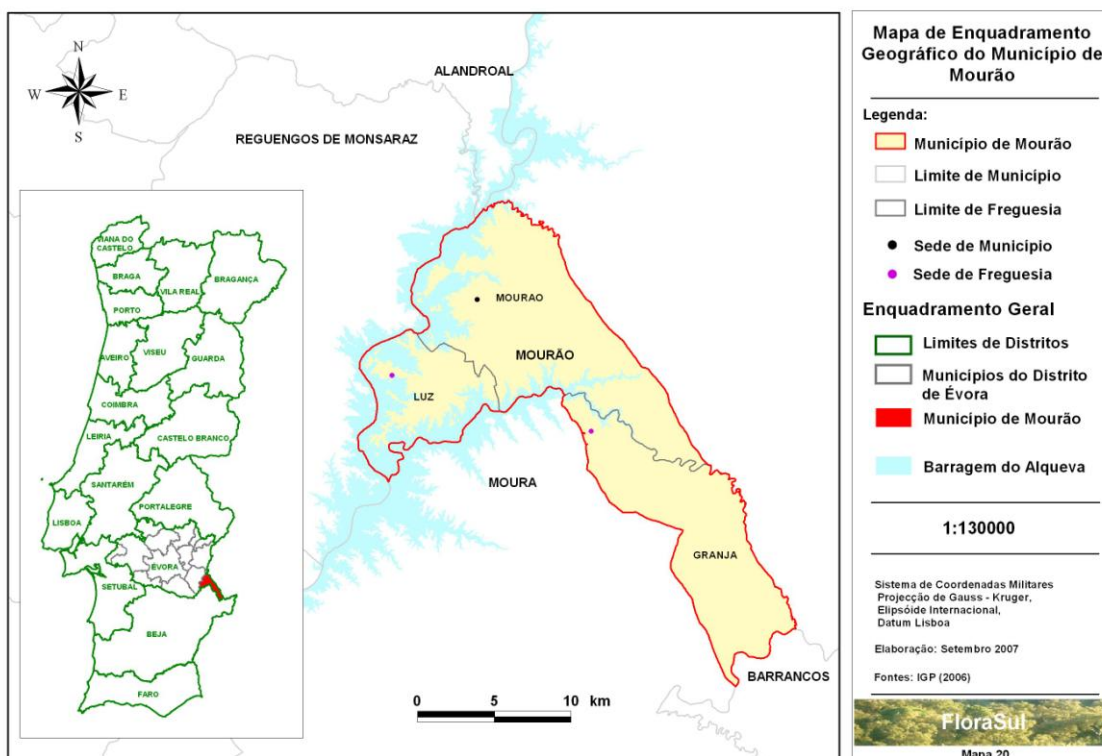 N
W E
S
ALANDROAL
REGUENGOS DE MONSARAZ
MOURAO
MOURÃO
LUZ
MOURA
GRANJA
BARRANCOS
0 5 10 km
VIANA DO
CASTELO
BRAGA
VILA REAL
BRAGANÇA
PORTO
AVEIRO
VISEU
GUARDA
COIMBRA
LEIRIA
CASTELO BRANCO
SANTARÉM
PORTALEGRE
LISBOA
ÉVORA
SETUBAL
BEJA
FARO
Mapa de Enquadramento
Geográfico do Município de
Mourão
Legenda:
Município de Mourão
Limite de Município
Limite de Freguesia
Sede de Município
Sede de Freguesia
Enquadramento Geral
Limites de Distritos
Municípios do Distrito
de Évora
Município de Mourão
Barragem do Alqueva
1:130000
Sistema de Coordenadas Militares
Projecção de Gauss - Kruger,
Elipsóide Internacional,
Datum Lisboa
Elaboração: Setembro 2007
Fontes: IGP (2006)
FloraSul
Mapa 20